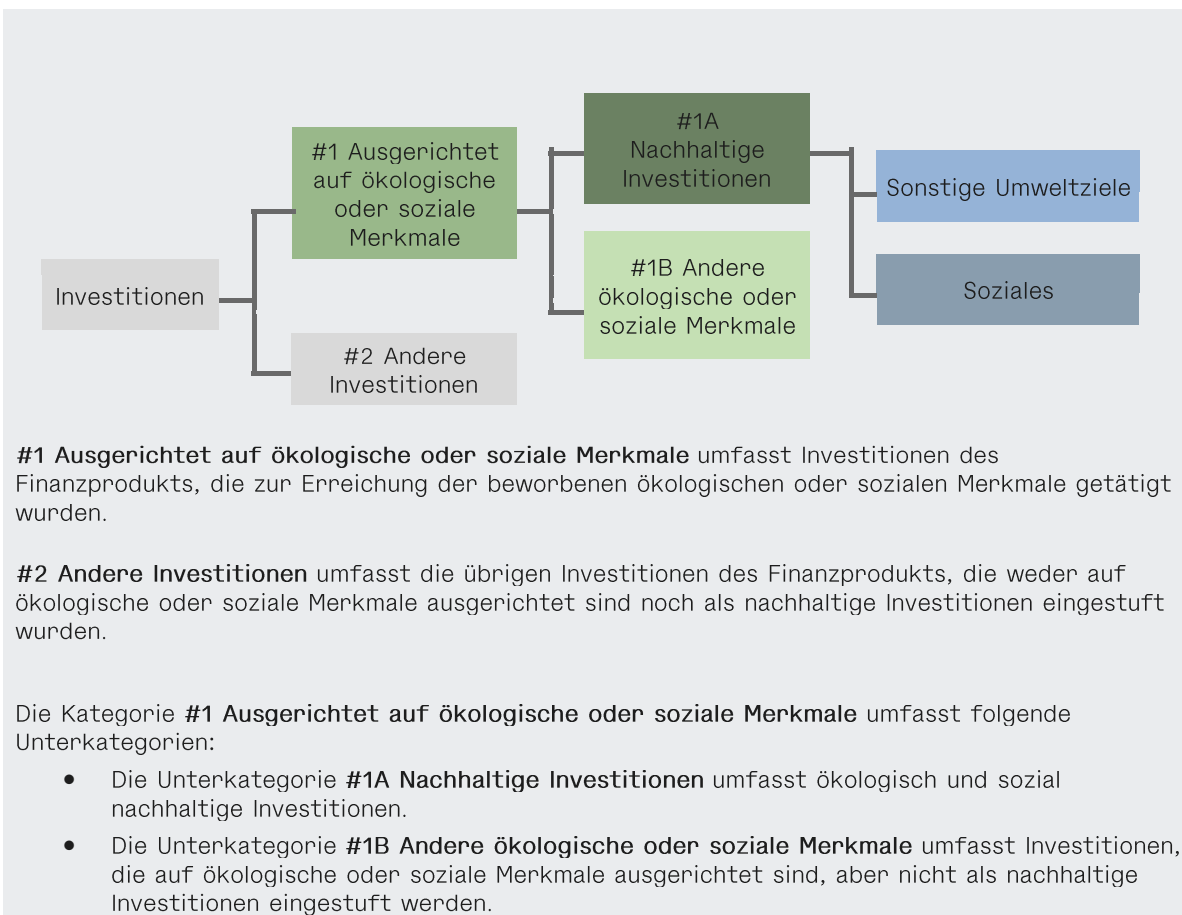 #1A
Nachhaltige
Investitionen
#1 Ausgerichtet
auf ökologische
oder soziale
Merkmale
Sonstige Umweltziele
Investitionen
#1B Andere
ökologische oder
soziale Merkmale
Soziales
#2 Andere
Investitionen
#1 Ausgerichtet auf ökologische oder soziale Merkmale umfasst Investitionen des
Finanzprodukts, die zur Erreichung der beworbenen ökologischen oder sozialen Merkmale getätigt
wurden.
#2 Andere Investitionen umfasst die übrigen Investitionen des Finanzprodukts, die weder auf
ökologische oder soziale Merkmale ausgerichtet sind noch als nachhaltige Investitionen eingestuft
wurden.
Die Kategorie #1 Ausgerichtet auf ökologische oder soziale Merkmale umfasst folgende
Unterkategorien:
• Die Unterkategorie #1A Nachhaltige Investitionen umfasst ökologisch und sozial
nachhaltige Investitionen.
• Die Unterkategorie #1B Andere ökologische oder soziale Merkmale umfasst Investitionen,
die auf ökologische oder soziale Merkmale ausgerichtet sind, aber nicht als nachhaltige
Investitionen eingestuft werden.